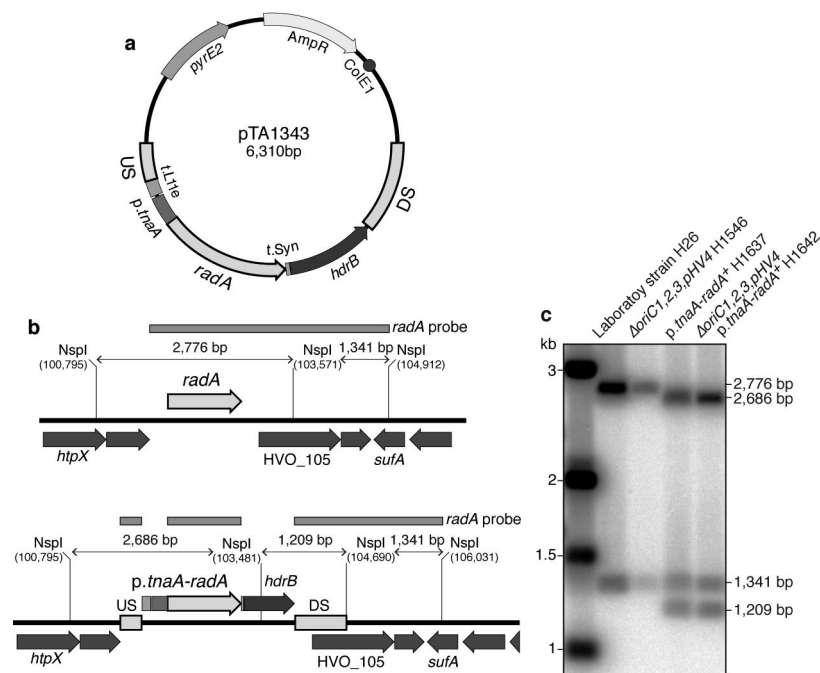 a
pyrE2
AmpR
ColE1
pTA1343
6,310bp
US
t.L11e
p.tnaA
radA
t.Syn
hdrB
DS
b
radA probe
NspI
(100,795)
2,776 bp
NspI
(103,571)
1,341 bp
NspI
(104,912)
radA
htpX
HVO_105
sufA
radA probe
NspI
(100,795)
2,686 bp
NspI
(103,481)
1,209 bp
NspI
(104,690)
1,341 bp
NspI
(106,031)
US
p.tnaA-radA
hdrB
DS
htpX
HVO_105
sufA
c
Laboratoy strain H26
ΔoriC1,2,3,pHV4 H1546
p.tnaA-radA+ H1637
ΔoriC1,2,3,pHV4
p.tnaA-radA+ H1642
kb
3
2
1.5
1
2,776 bp
2,686 bp
1,341 bp
1,209 bp